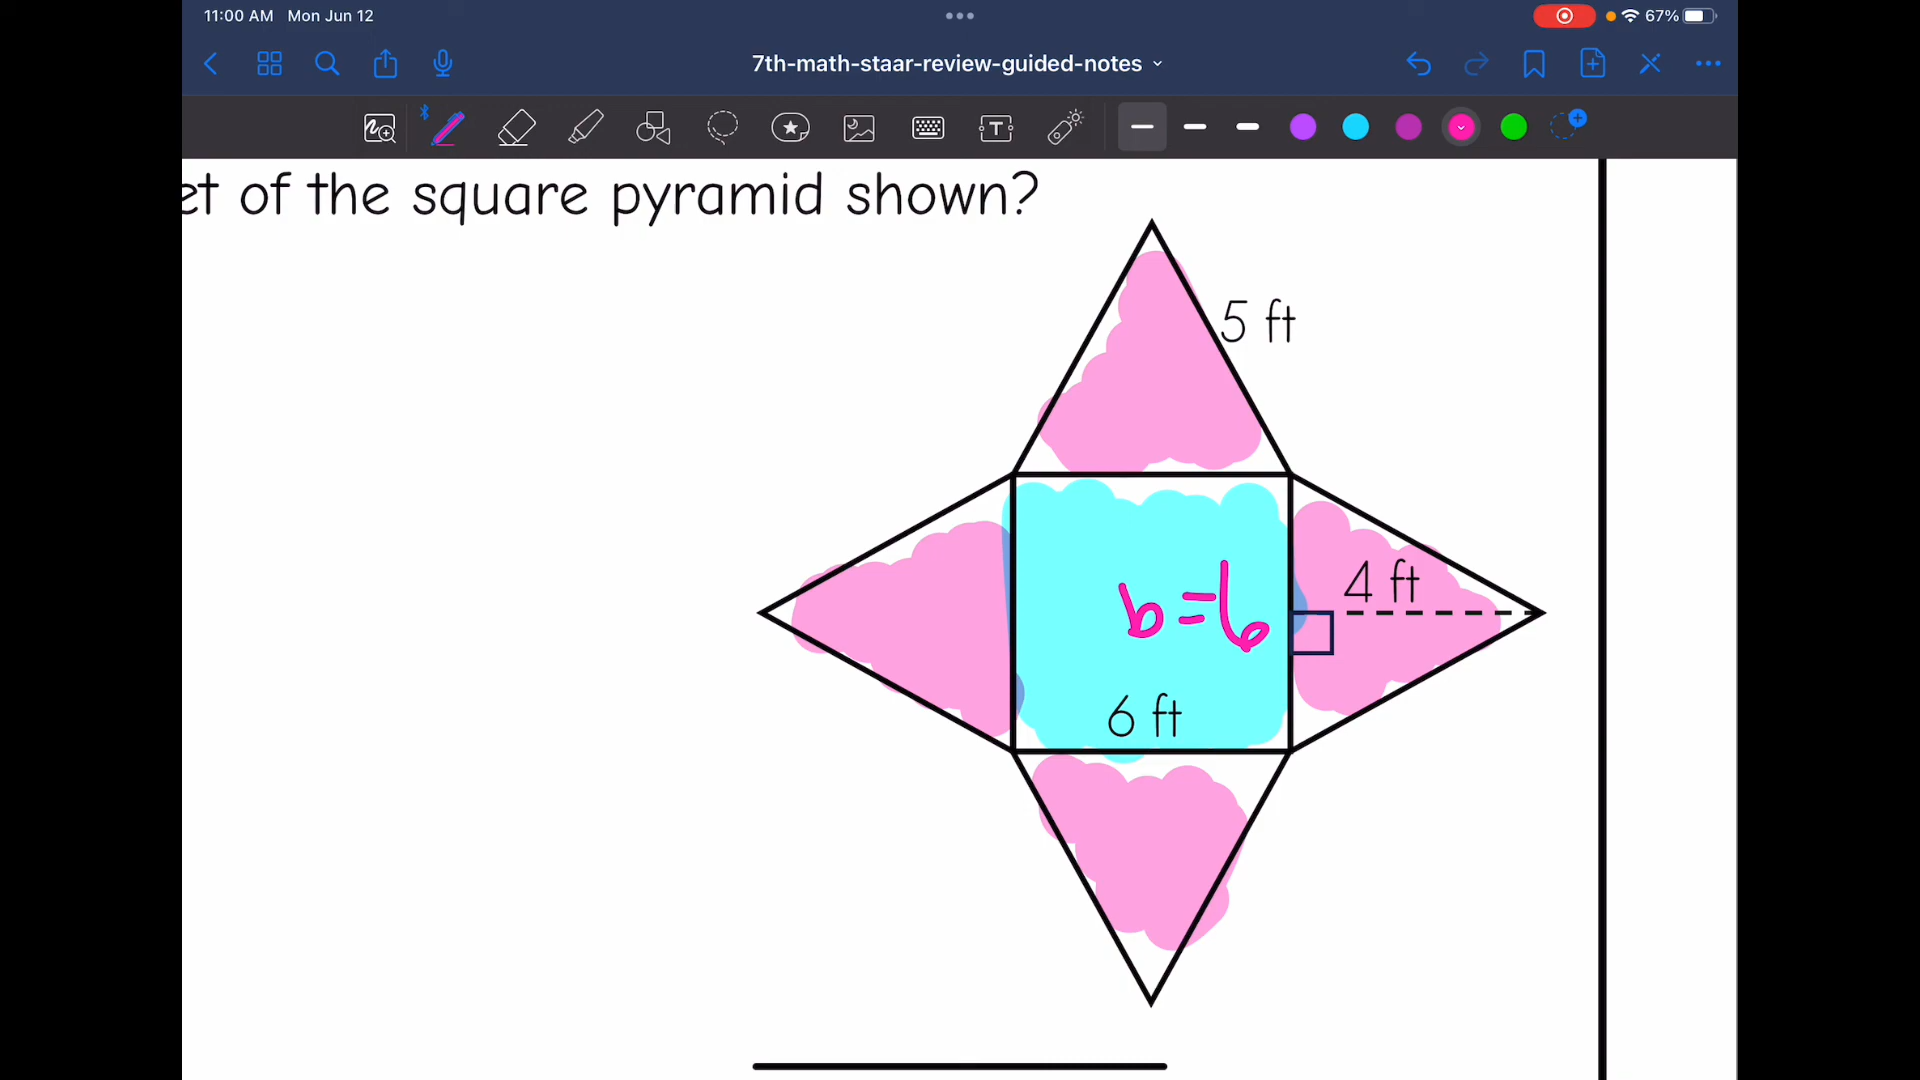 11:00 AM Mon Jun 12
67%
7th-math-staar-review-guided-notes
T
et of the square pyramid shown?
5 ft
4 ft
b=6
6 ft